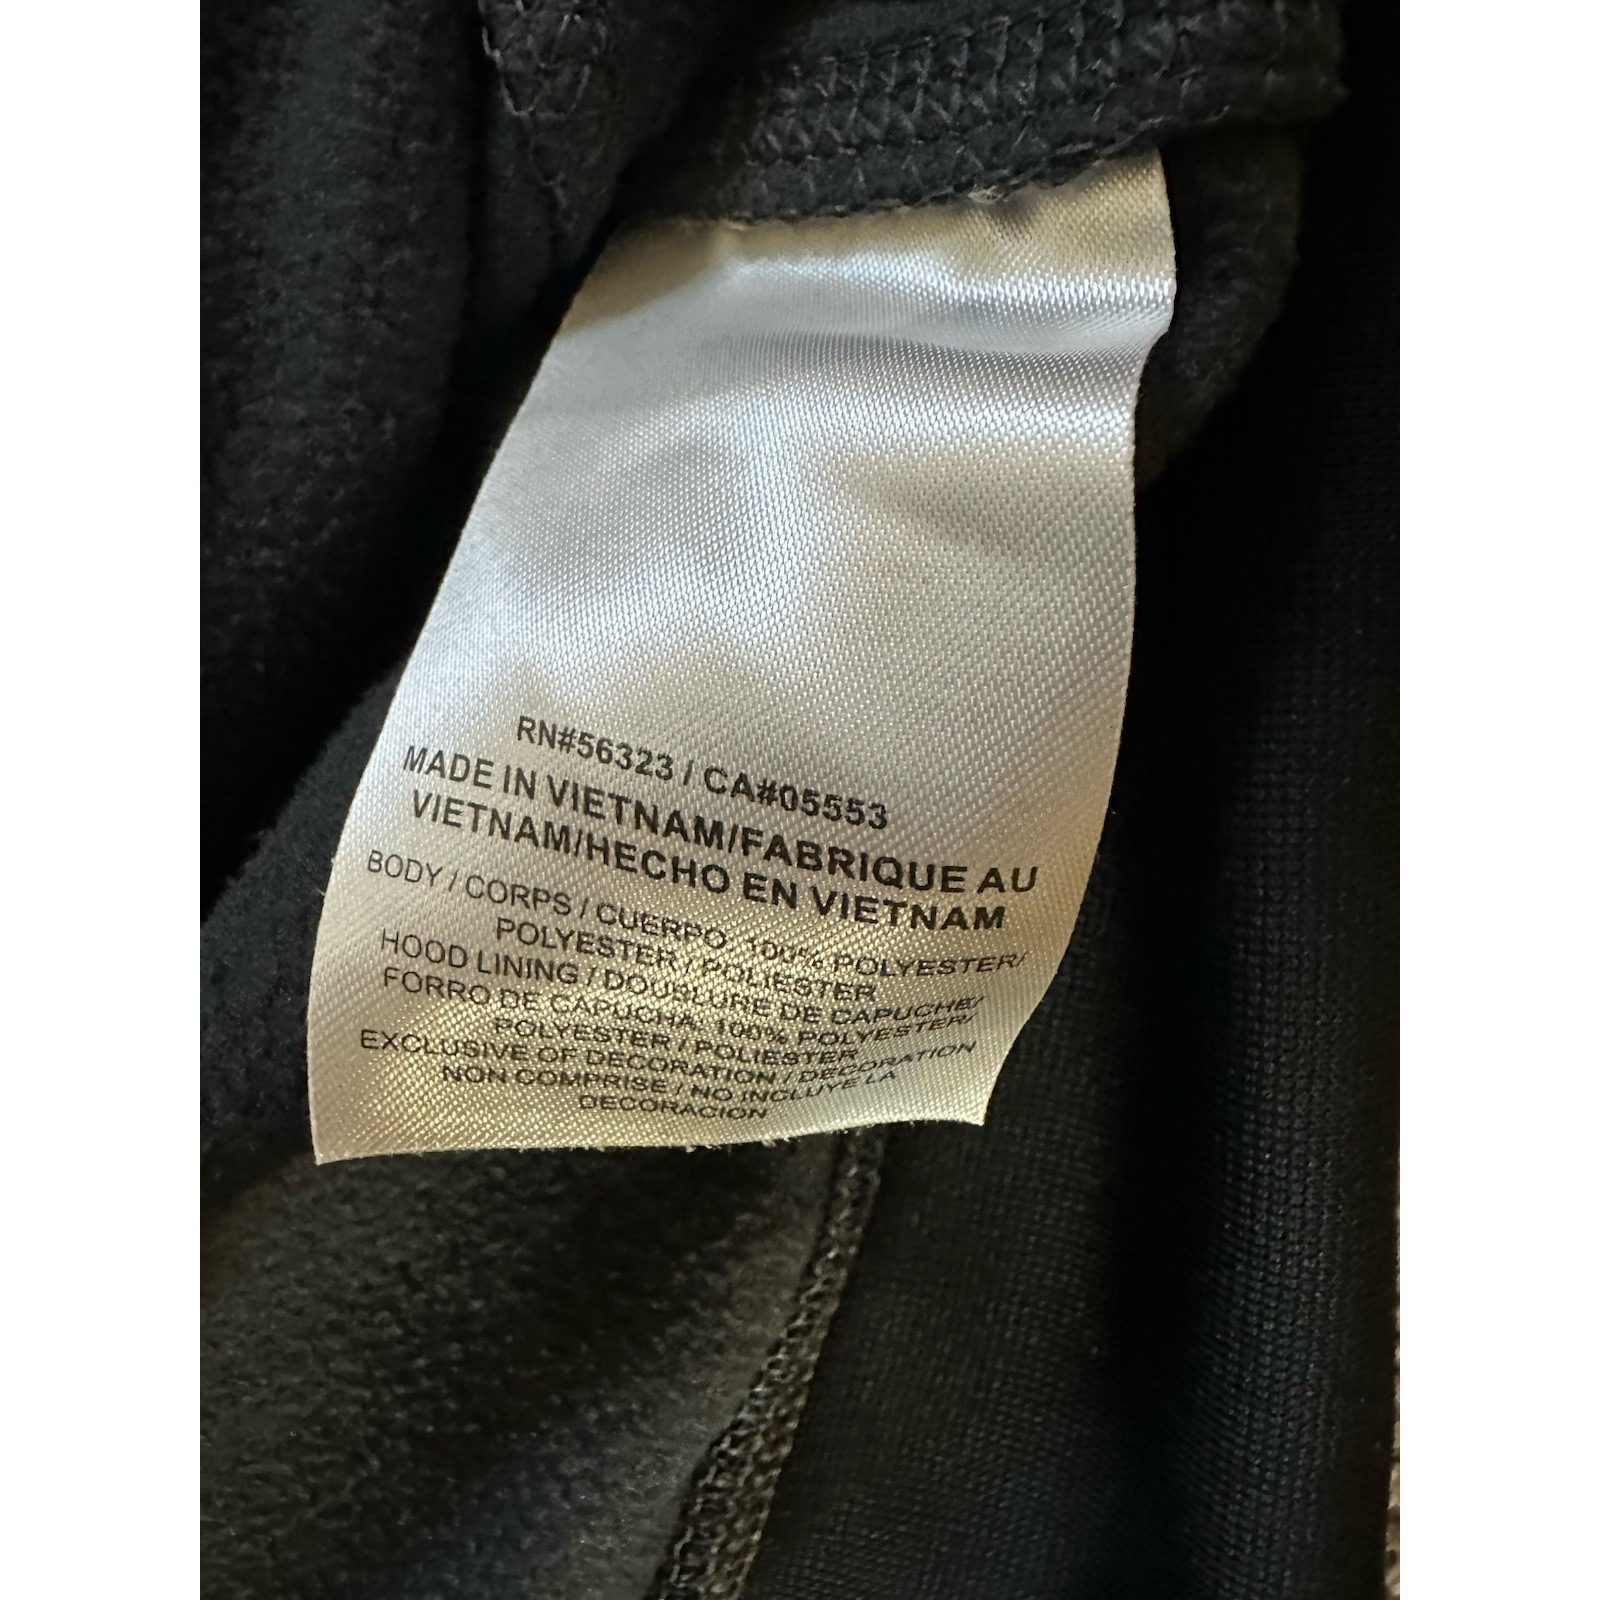 RN#56323 / CA#05553
MADE IN VIETNAM/FABRIQUE AU
VIETNAM/HECHO EN VIETNAM
BODY / CORPS / CUERPO: 100% POLYESTER/
POLYESTER / POLIESTER
HOOD LINING / DOUBLURE DE CAPUCHE/
FORRO DE CAPUCHA: 100% POLYESTER/
POLYESTER / POLIESTER
EXCLUSIVE OF DECORATION / DECORATION
NON COMPRISE / NO INCLUYE LA
DECORACION